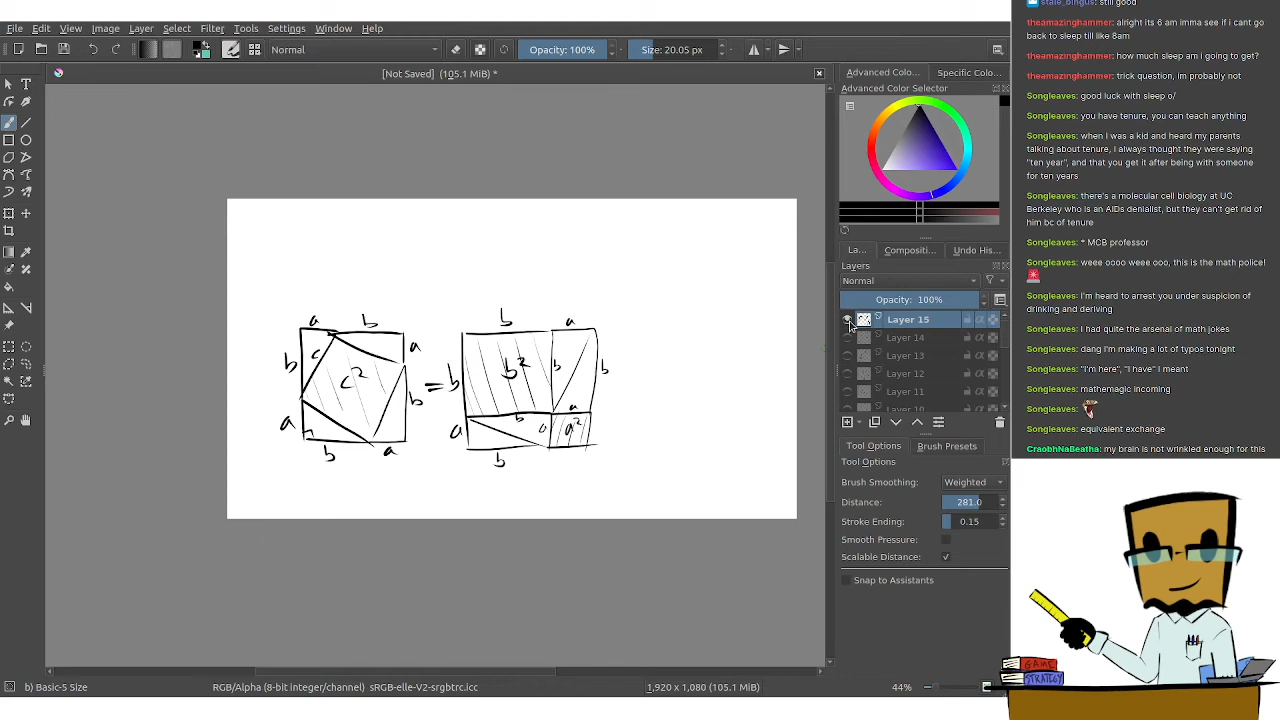 stale_bingus: still good
File Edit View Image Layer Select Filter Tools Settings Window Help
theamazinghammer: alright its 6 am imma see if i cant go
back to sleep till like 8am
Normal
Opacity: 100%
Size: 20.05 px
theamazinghammer: how much sleep am i going to get?
[Not Saved] (105.1 MiB) *
Advanced Colo...
Specific Colo...
theamazinghammer: trick question, im probably not
Advanced Color Selector
Songleaves: good luck with sleep o/
Songleaves: you have tenure, you can teach anything
Songleaves: when I was a kid and heard my parents
talking about tenure, I always thought they were saying
"ten year", and that you get it after being with someone
for ten years
Songleaves: there's a molecular cell biology at UC
Berkeley who is an AIDs denialist, but they can't get rid of
him bc of tenure
Songleaves: * MCB professor
Songleaves: weee oooo weee ooo, this is the math police!
Songleaves: I'm heard to arrest you under suspicion of
drinking and deriving
Songleaves: I had quite the arsenal of math jokes
Songleaves: dang I'm making a lot of typos tonight
Songleaves: "I'm here", "I have" I meant
Songleaves: mathemagic incoming
Songleaves:
Songleaves: equivalent exchange
CraobhNaBeatha: my brain is not wrinkled enough for this
La...
Compositi...
Undo His...
Layers
Normal
Opacity: 100%
Layer 15
Layer 14
Layer 13
Layer 12
Layer 11
Layer 10
Tool Options
Brush Presets
Tool Options
Brush Smoothing: Weighted
Distance: 281.0
Stroke Ending: 0.15
Smooth Pressure:
Scalable Distance:
Snap to Assistants
a b b a
b c a
c² = b b² b b
b
a b a
a a a²
b a b
GAME
STRATEGY
b) Basic-5 Size
RGB/Alpha (8-bit integer/channel) sRGB-elle-V2-srgbtrc.icc
1,920 x 1,080 (105.1 MiB)
44%